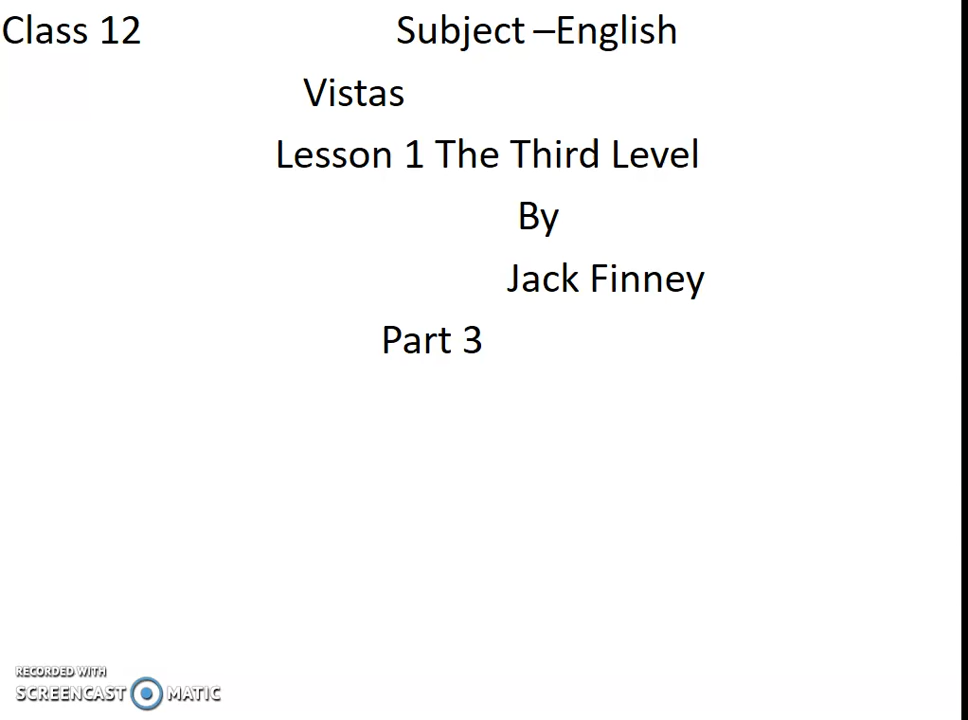 Class 12 Subject –English
Vistas
Lesson 1 The Third Level
By
Jack Finney
Part 3
RECORDED WITH
SCREENCAST MATIC